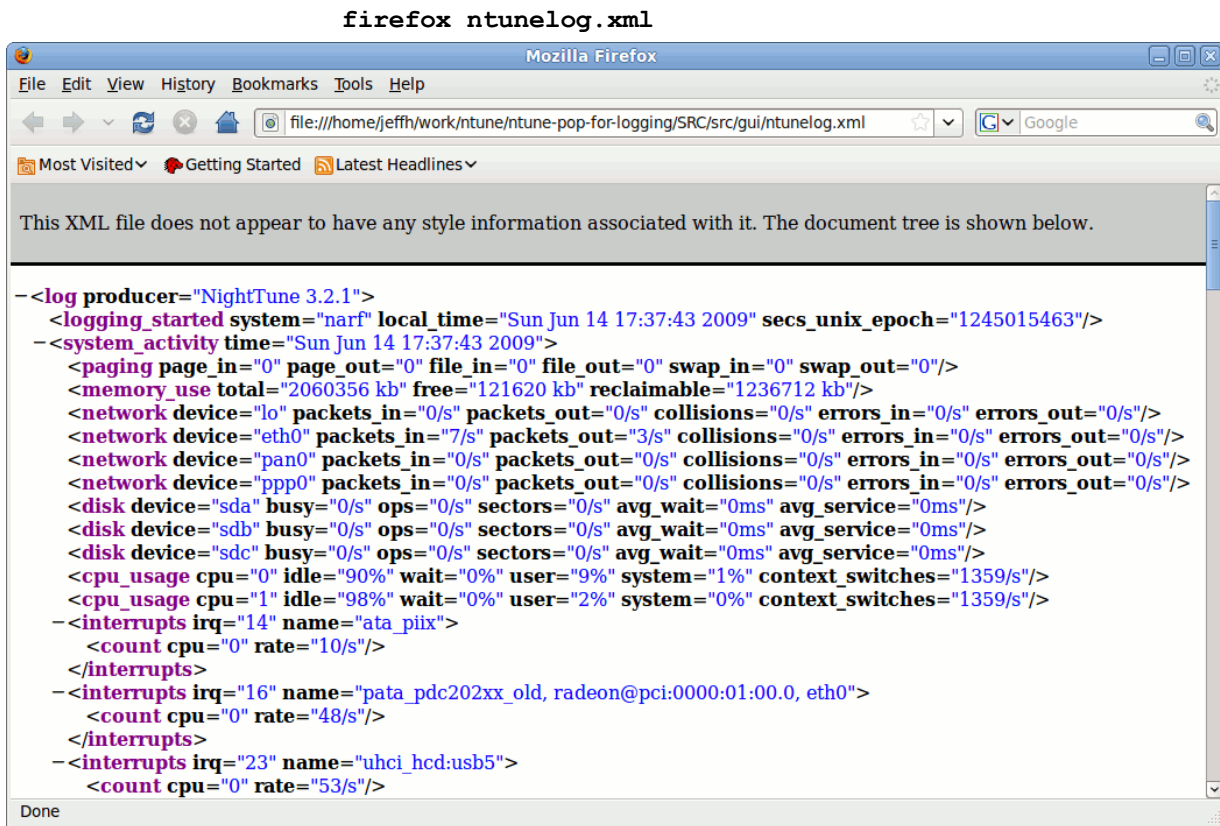 firefox ntunelog.xml
Mozilla Firefox
File Edit View History Bookmarks Tools Help
file:///home/jeffh/work/ntune/ntune-pop-for-logging/SRC/src/gui/ntunelog.xml G Google
Most Visited Getting Started Latest Headlines
This XML file does not appear to have any style information associated with it. The document tree is shown below.
−<log producer="NightTune 3.2.1">
<logging_started system="narf" local_time="Sun Jun 14 17:37:43 2009" secs_unix_epoch="1245015463"/>
−<system_activity time="Sun Jun 14 17:37:43 2009">
<paging page_in="0" page_out="0" file_in="0" file_out="0" swap_in="0" swap_out="0"/>
<memory_use total="2060356 kb" free="121620 kb" reclaimable="1236712 kb"/>
<network device="lo" packets_in="0/s" packets_out="0/s" collisions="0/s" errors_in="0/s" errors_out="0/s"/>
<network device="eth0" packets_in="7/s" packets_out="3/s" collisions="0/s" errors_in="0/s" errors_out="0/s"/>
<network device="pan0" packets_in="0/s" packets_out="0/s" collisions="0/s" errors_in="0/s" errors_out="0/s"/>
<network device="ppp0" packets_in="0/s" packets_out="0/s" collisions="0/s" errors_in="0/s" errors_out="0/s"/>
<disk device="sda" busy="0/s" ops="0/s" sectors="0/s" avg_wait="0ms" avg_service="0ms"/>
<disk device="sdb" busy="0/s" ops="0/s" sectors="0/s" avg_wait="0ms" avg_service="0ms"/>
<disk device="sdc" busy="0/s" ops="0/s" sectors="0/s" avg_wait="0ms" avg_service="0ms"/>
<cpu_usage cpu="0" idle="90%" wait="0%" user="9%" system="1%" context_switches="1359/s"/>
<cpu_usage cpu="1" idle="98%" wait="0%" user="2%" system="0%" context_switches="1359/s"/>
−<interrupts irq="14" name="ata_piix">
<count cpu="0" rate="10/s"/>
</interrupts>
−<interrupts irq="16" name="pata_pdc202xx_old, radeon@pci:0000:01:00.0, eth0">
<count cpu="0" rate="48/s"/>
</interrupts>
−<interrupts irq="23" name="uhci_hcd:usb5">
<count cpu="0" rate="53/s"/>
Done